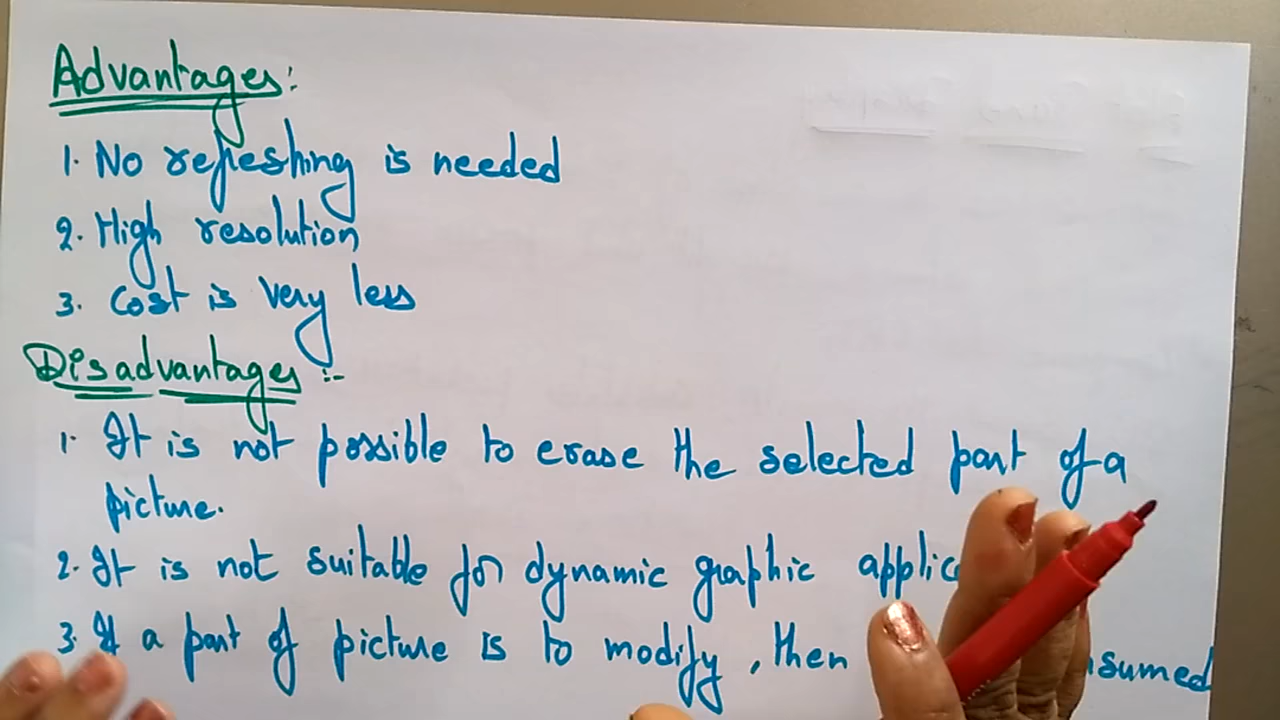 Advantages:
1. No refreshing is needed
2. High resolution
3. Cost is very less
Disadvantages :-
1. It is not possible to erase the selected part of a
picture.
2. It is not suitable for dynamic graphic applic
3. If a part of picture is to modify, then nsumed